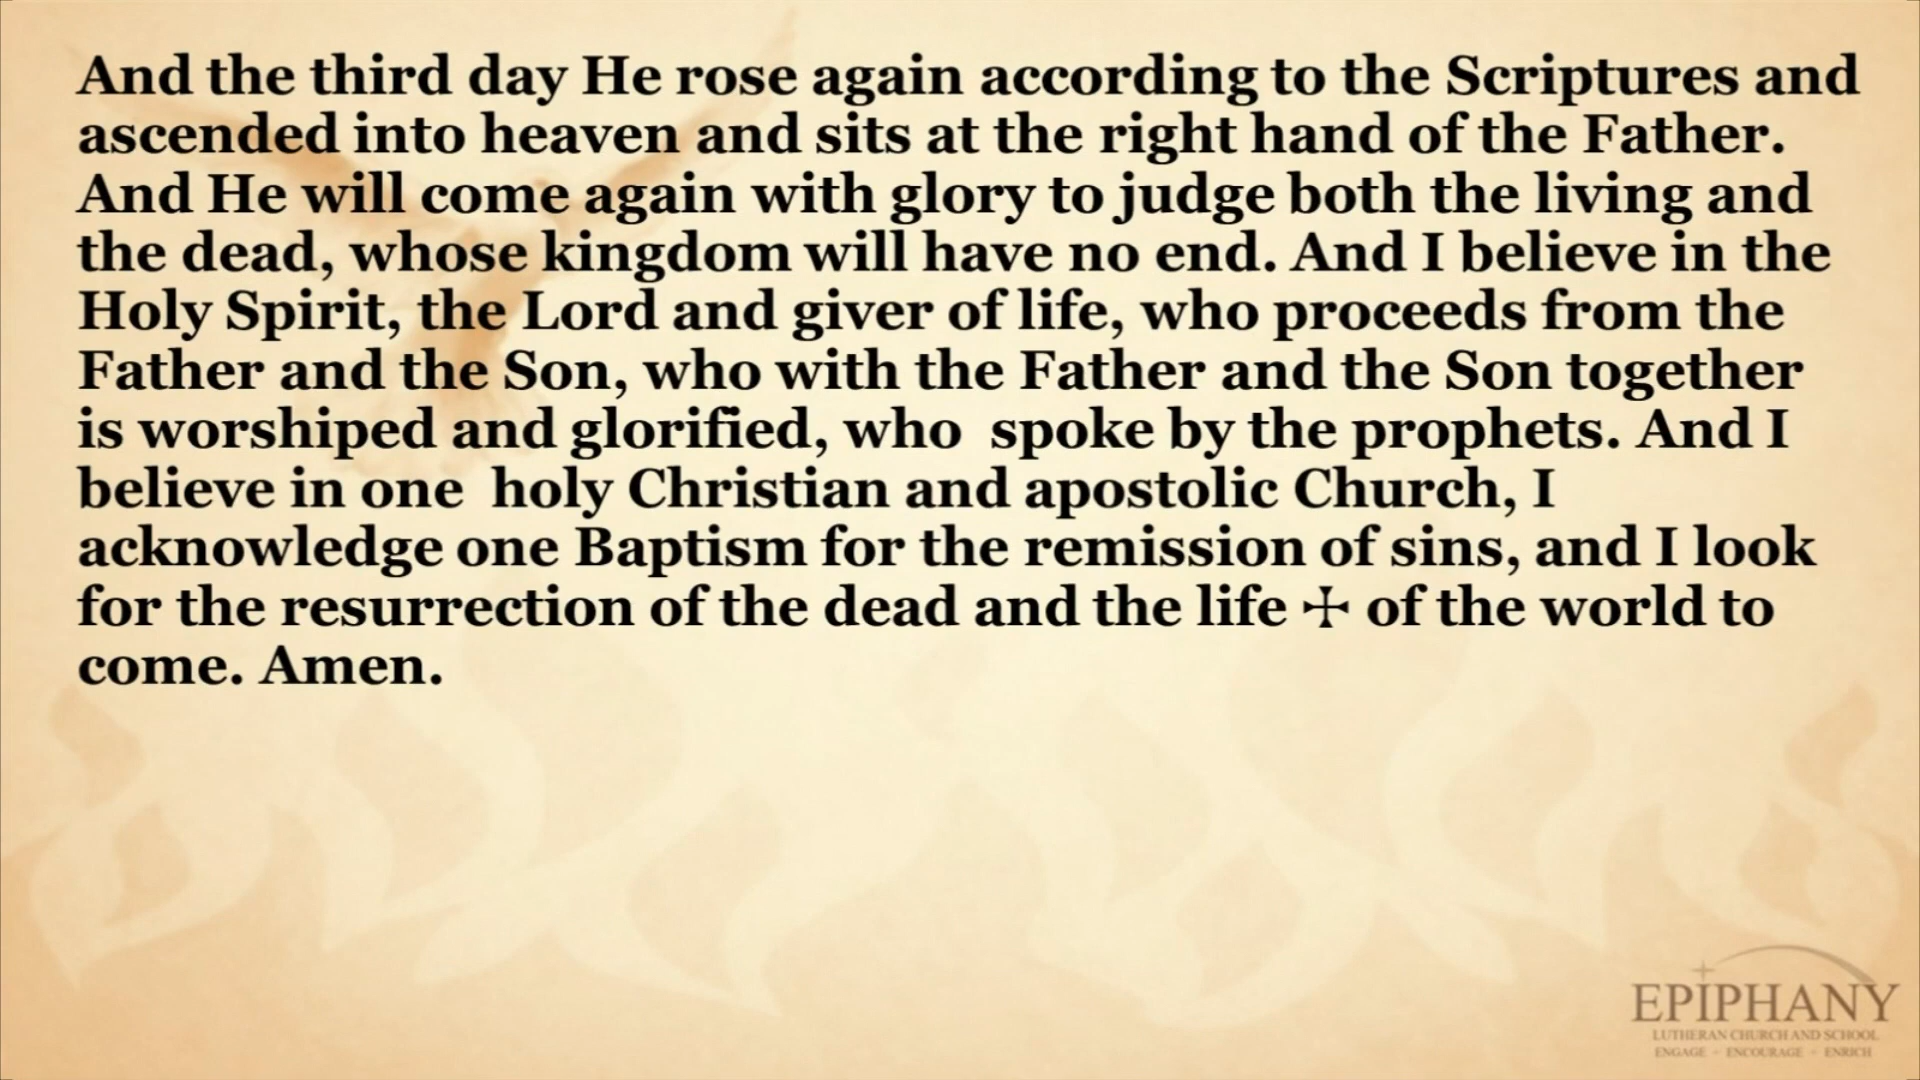 And the third day He rose again according to the Scriptures and
ascended into heaven and sits at the right hand of the Father.
And He will come again with glory to judge both the living and
the dead, whose kingdom will have no end. And I believe in the
Holy Spirit, the Lord and giver of life, who proceeds from the
Father and the Son, who with the Father and the Son together
is worshiped and glorified, who  spoke by the prophets. And I
believe in one  holy Christian and apostolic Church, I
acknowledge one Baptism for the remission of sins, and I look
for the resurrection of the dead and the life ☩ of the world to
come. Amen.
EPIPHANY
LUTHERAN CHURCH AND SCHOOL
ENGAGE - ENCOURAGE - ENRICH